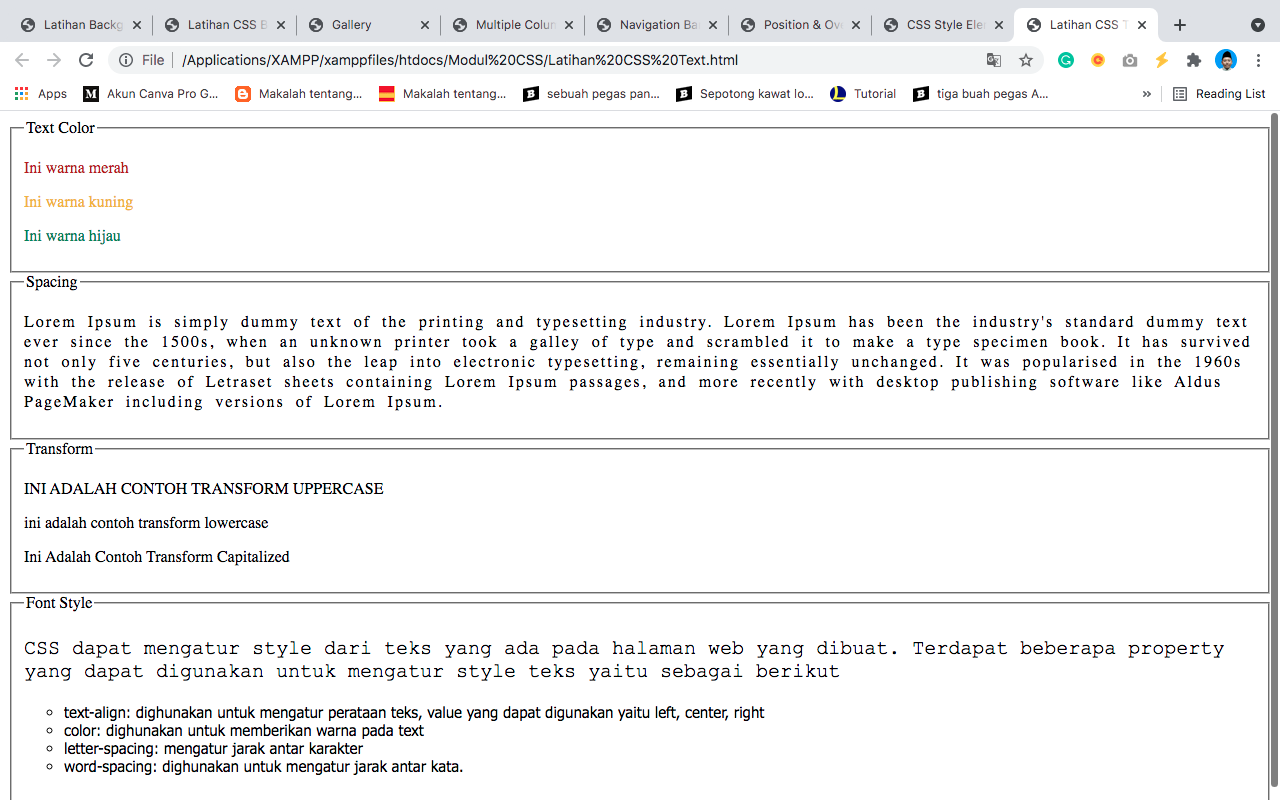 Latihan Backg
Latihan CSS B
Gallery
Multiple Colun
Navigation Ba
Position & Ove
CSS Style Eler
Latihan CSS T
File
/Applications/XAMPP/xamppfiles/htdocs/Modul%20CSS/Latihan%20CSS%20Text.html
Apps
M Akun Canva Pro G...
Makalah tentang...
Makalah tentang...
B sebuah pegas pan...
B Sepotong kawat lo...
Tutorial
B tiga buah pegas A...
»
Reading List
Text Color
Ini warna merah
Ini warna kuning
Ini warna hijau
Spacing
Lorem Ipsum is simply dummy text of the printing and typesetting industry. Lorem Ipsum has been the industry's standard dummy text
ever since the 1500s, when an unknown printer took a galley of type and scrambled it to make a type specimen book. It has survived
not only five centuries, but also the leap into electronic typesetting, remaining essentially unchanged. It was popularised in the 1960s
with the release of Letraset sheets containing Lorem Ipsum passages, and more recently with desktop publishing software like Aldus
PageMaker including versions of Lorem Ipsum.
Transform
INI ADALAH CONTOH TRANSFORM UPPERCASE
ini adalah contoh transform lowercase
Ini Adalah Contoh Transform Capitalized
Font Style
CSS dapat mengatur style dari teks yang ada pada halaman web yang dibuat. Terdapat beberapa property
yang dapat digunakan untuk mengatur style teks yaitu sebagai berikut
text-align: dighunakan untuk mengatur perataan teks, value yang dapat digunakan yaitu left, center, right
color: dighunakan untuk memberikan warna pada text
letter-spacing: mengatur jarak antar karakter
word-spacing: dighunakan untuk mengatur jarak antar kata.